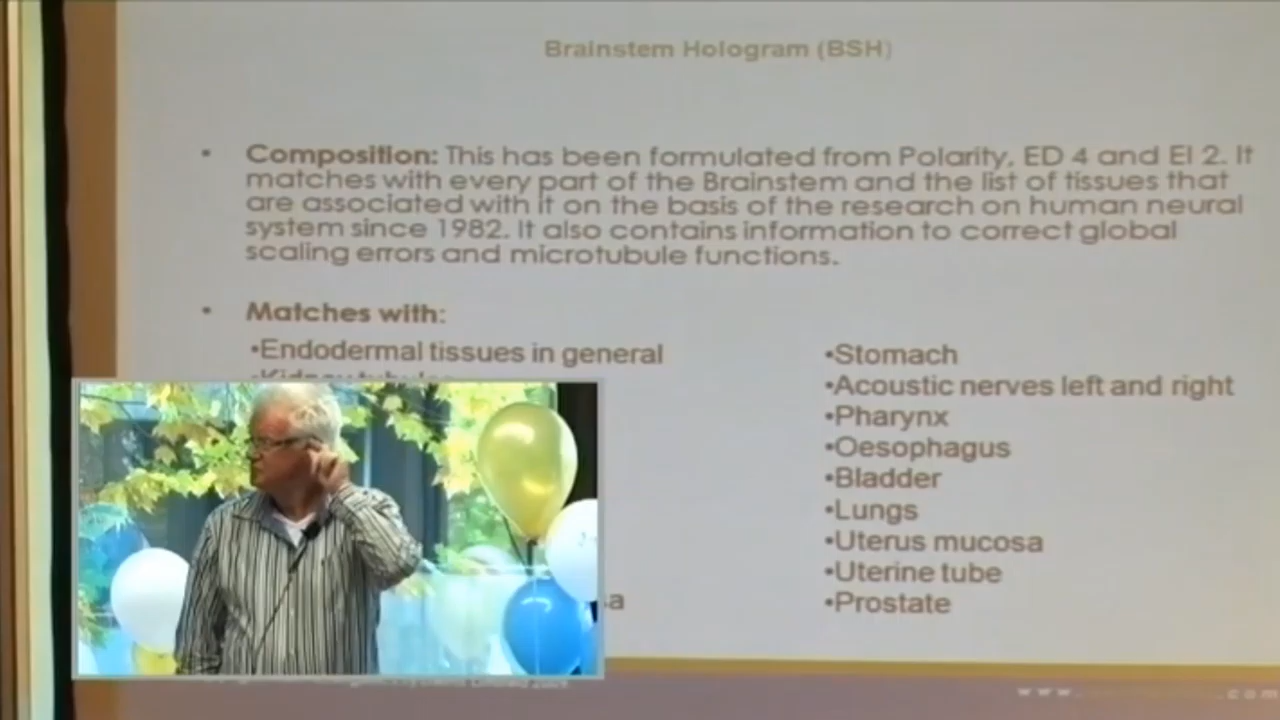 Brainstem Hologram (BSH)
• Composition: This has been formulated from Polarity, ED 4 and EI 2. It
matches with every part of the Brainstem and the list of tissues that
are associated with it on the basis of the research on human neural
system since 1982. It also contains information to correct global
scaling errors and microtubule functions.
• Matches with:
•Endodermal tissues in general
•Kidney tubules
•Stomach
•Acoustic nerves left and right
•Pharynx
•Oesophagus
•Bladder
•Lungs
•Uterus mucosa
•Uterine tube
•Prostate
www.
.com